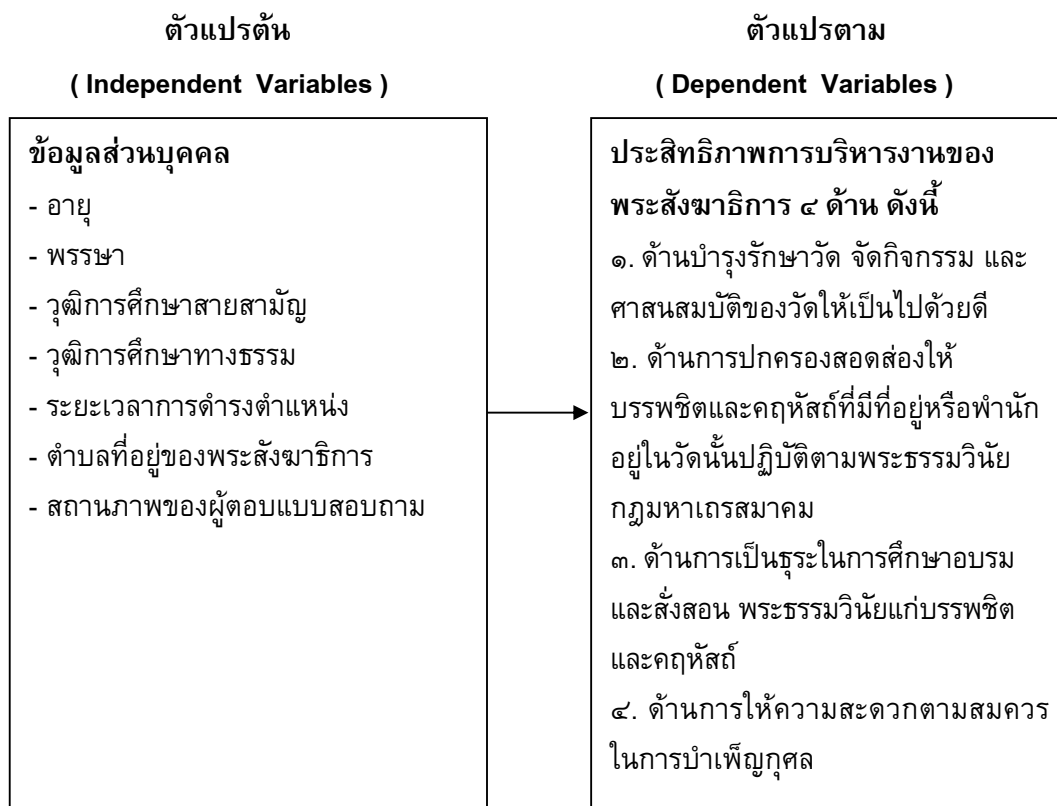 ตัวแปรต้น
( Independent Variables )
ข้อมูลส่วนบุคคล
- อายุ
- พรรษา
- วุฒิการศึกษาสายสามัญ
- วุฒิการศึกษาทางธรรม
- ระยะเวลาการดำรงตำแหน่ง
- ตำบลที่อยู่ของพระสังฆาธิการ
- สถานภาพของผู้ตอบแบบสอบถาม
ตัวแปรตาม
( Dependent Variables )
ประสิทธิภาพการบริหารงานของ
พระสังฆาธิการ ๔ ด้าน ดังนี้
๑. ด้านบำรุงรักษาวัด จัดกิจกรรม และ
ศาสนสมบัติของวัดให้เป็นไปด้วยดี
๒. ด้านการปกครองสอดส่องให้
บรรพชิตและคฤหัสถ์ที่มีที่อยู่หรือพำนัก
อยู่ในวัดนั้นปฏิบัติตามพระธรรมวินัย
กฎมหาเถรสมาคม
๓. ด้านการเป็นธุระในการศึกษาอบรม
และสั่งสอน พระธรรมวินัยแก่บรรพชิต
และคฤหัสถ์
๔. ด้านการให้ความสะดวกตามสมควร
ในการบำเพ็ญกุศล